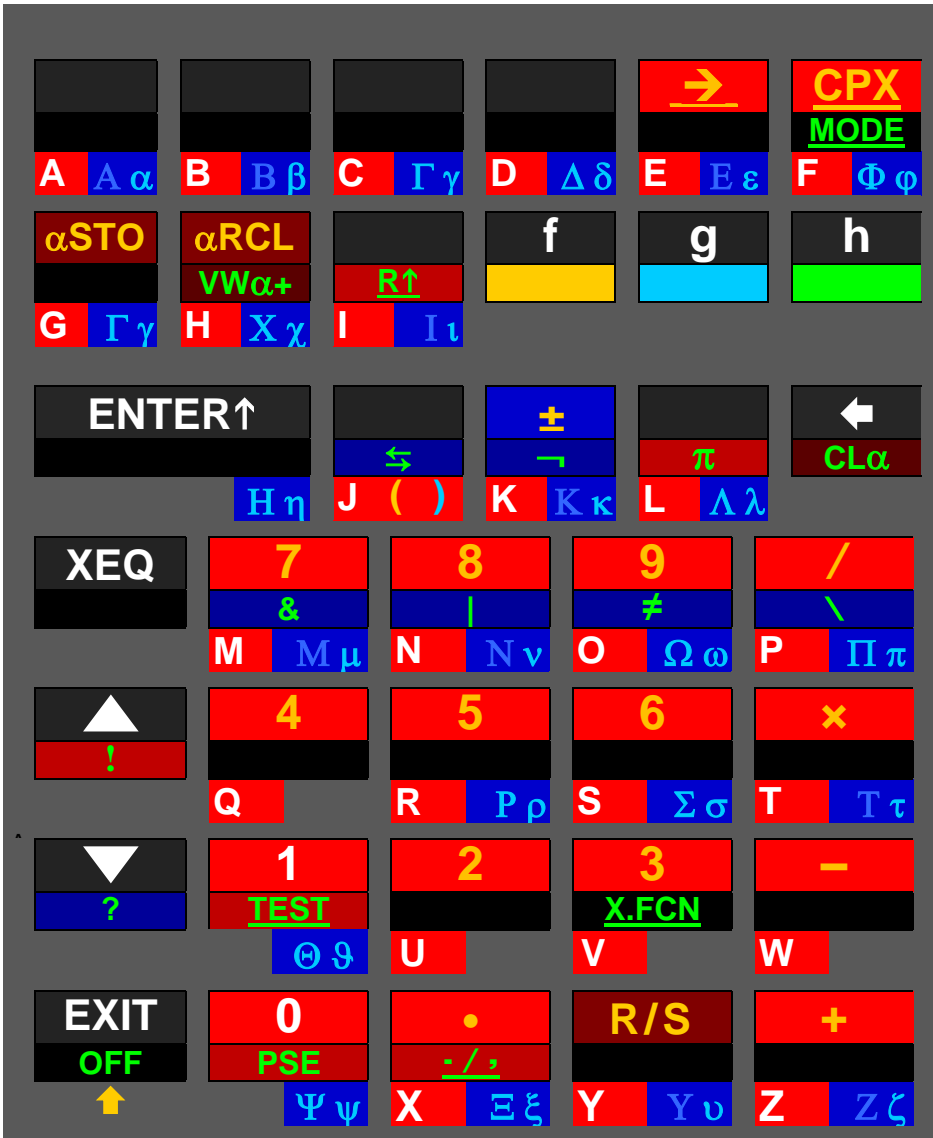 → CPX
MODE
A Α α B Β β C Γ γ D Δ δ E Ε ε F Φ φ
αSTO αRCL f g h
VWα+ R↑
G Γ γ H Χ χ I Ι ι
ENTER↑ ± 🡄
⇆ ¬ π CLα
Η η J ( ) K Κ κ L Λ λ
XEQ 7 8 9 /
& | ≠ \
M Μ μ N Ν ν O Ω ω P Π π
▲ 4 5 6 ×
!
Q R Ρ ρ S Σ σ T Τ τ
▼ 1 2 3 −
? TEST X.FCN
Θ ϑ U V W
EXIT 0 • R/S +
OFF PSE . / ,
Ψ ψ X Ξ ξ Y Υ υ Z Ζ ζ